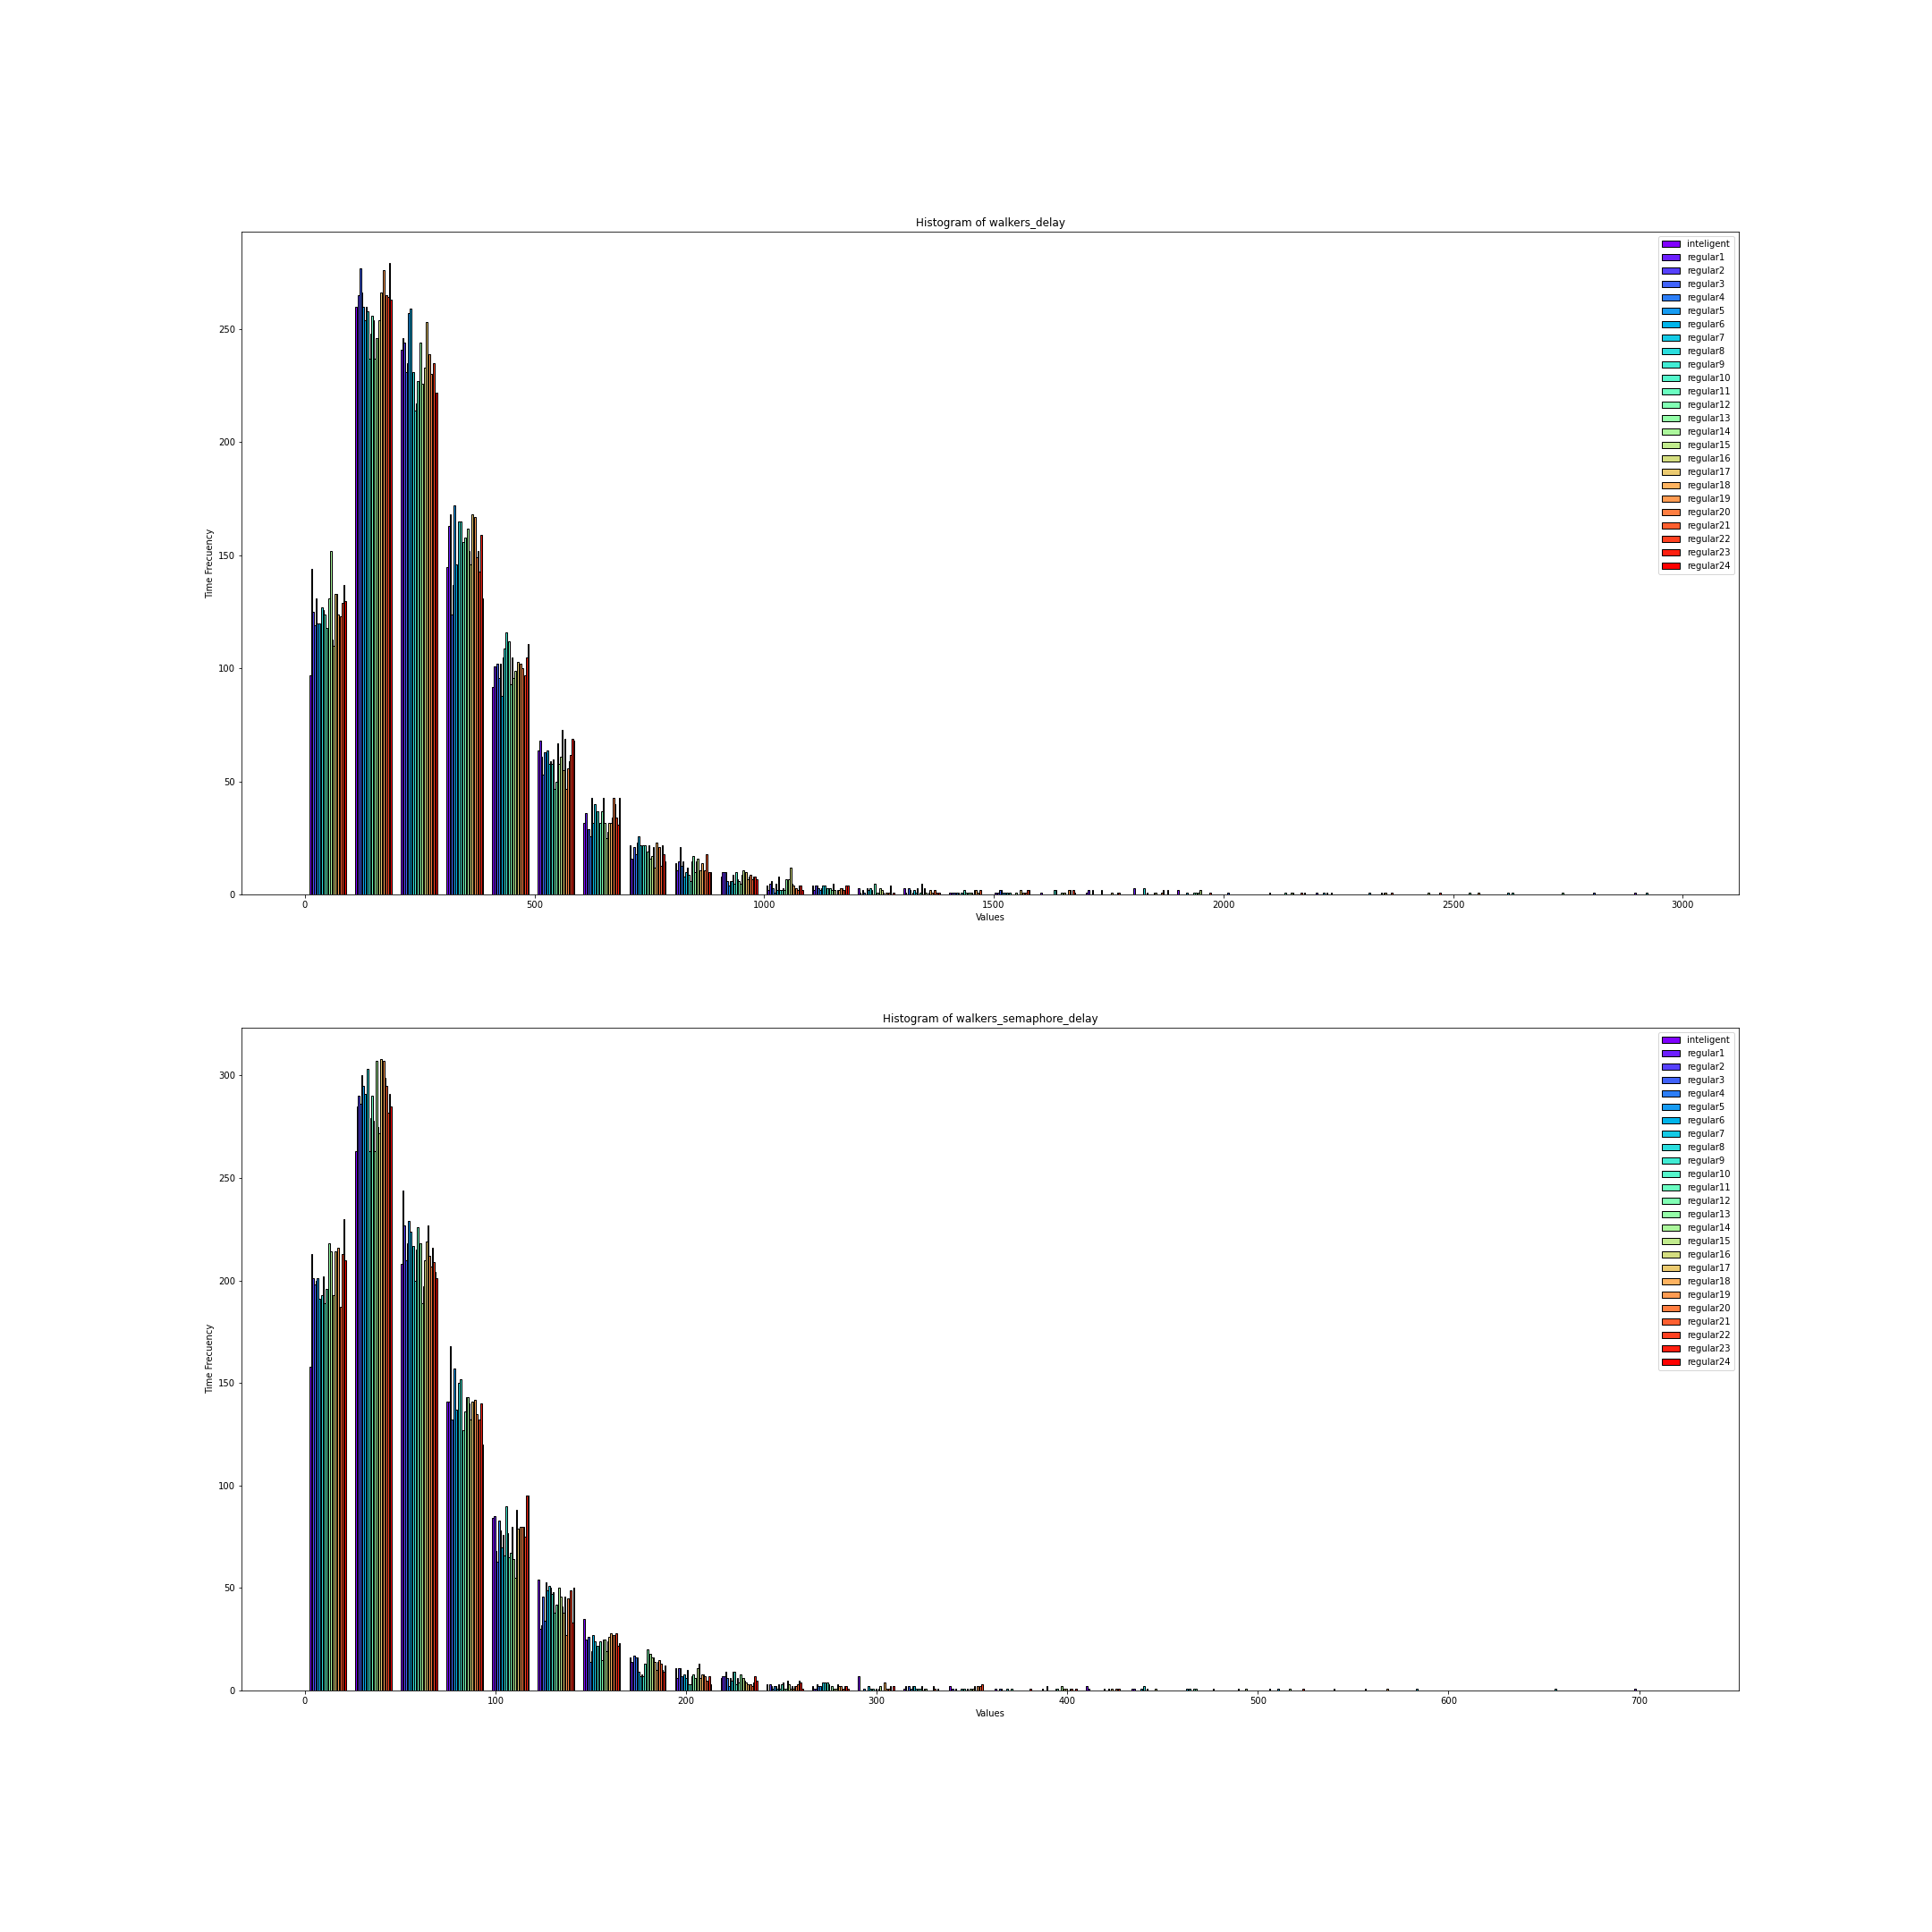 Histogram of walkers_delay
Time Frecuency
250
200
150
100
50
0
0 500 1000 1500 2000 2500 3000
Values
inteligent
regular1
regular2
regular3
regular4
regular5
regular6
regular7
regular8
regular9
regular10
regular11
regular12
regular13
regular14
regular15
regular16
regular17
regular18
regular19
regular20
regular21
regular22
regular23
regular24
Histogram of walkers_semaphore_delay
Time Frecuency
300
250
200
150
100
50
0
0 100 200 300 400 500 600 700
Values
inteligent
regular1
regular2
regular3
regular4
regular5
regular6
regular7
regular8
regular9
regular10
regular11
regular12
regular13
regular14
regular15
regular16
regular17
regular18
regular19
regular20
regular21
regular22
regular23
regular24